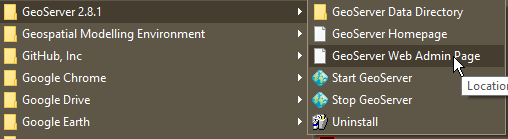 GeoServer 2.8.1
Geospatial Modelling Environment
GitHub, Inc
Google Chrome
Google Drive
Google Earth
GeoServer Data Directory
GeoServer Homepage
GeoServer Web Admin Page
Start GeoServer
Stop GeoServer
Uninstall